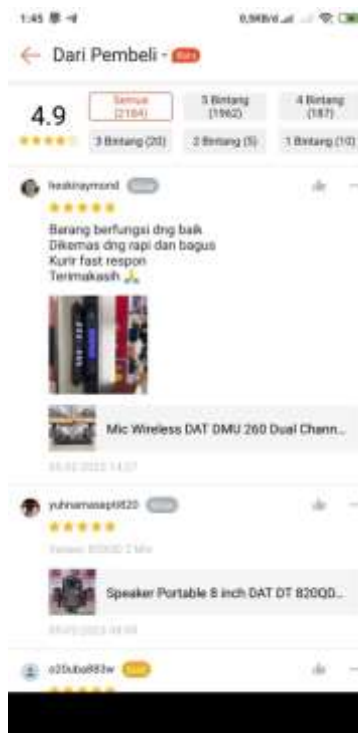 1:45
Dari Pembeli -
4.9
Semua
(2184)
5 Bintang
(1962)
4 Bintang
(187)
3 Bintang (20)
2 Bintang (5)
1 Bintang (10)
heakiraymond
Barang berfungsi dng baik
Dikemas dng rapi dan bagus
Kurir fast respon
Terimakasih 🙏
Mic Wireless DAT DMU 260 Dual Chann...
Speaker Portable 8 inch DAT DT 820QD...